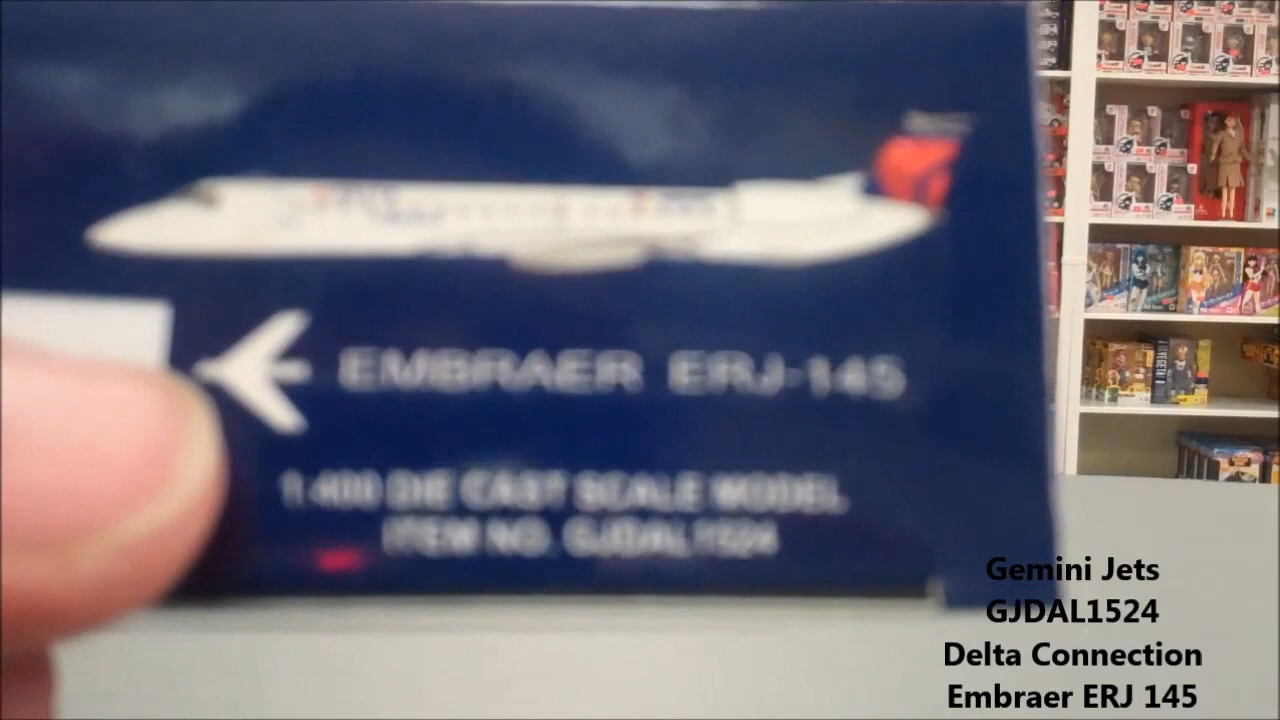 EMBRAER ERJ-145
1:400 DIE CAST SCALE MODEL
ITEM NO. GJDAL1524
Gemini Jets
GJDAL1524
Delta Connection
Embraer ERJ 145